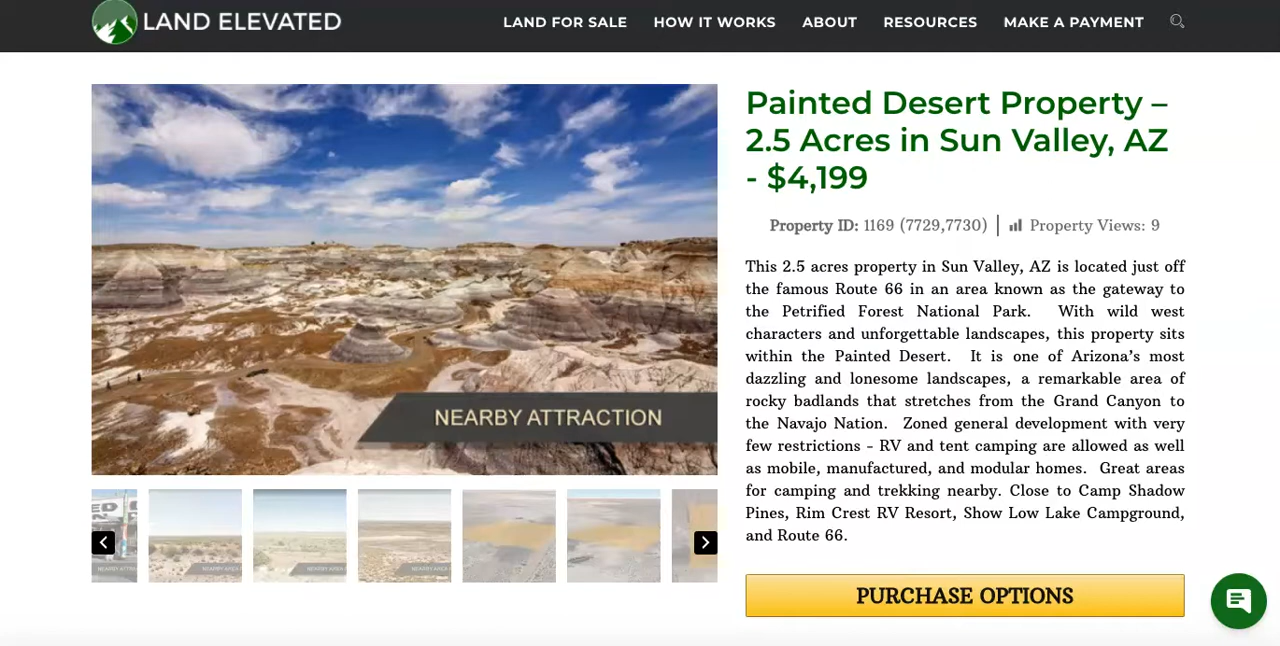 LAND ELEVATED
LAND FOR SALE HOW IT WORKS ABOUT RESOURCES MAKE A PAYMENT
NEARBY ATTRACTION
Painted Desert Property –
2.5 Acres in Sun Valley, AZ
- $4,199
Property ID: 1169 (7729,7730) Property Views: 9
This 2.5 acres property in Sun Valley, AZ is located just off
the famous Route 66 in an area known as the gateway to
the Petrified Forest National Park. With wild west
characters and unforgettable landscapes, this property sits
within the Painted Desert. It is one of Arizona’s most
dazzling and lonesome landscapes, a remarkable area of
rocky badlands that stretches from the Grand Canyon to
the Navajo Nation. Zoned general development with very
few restrictions - RV and tent camping are allowed as well
as mobile, manufactured, and modular homes. Great areas
for camping and trekking nearby. Close to Camp Shadow
Pines, Rim Crest RV Resort, Show Low Lake Campground,
and Route 66.
PURCHASE OPTIONS